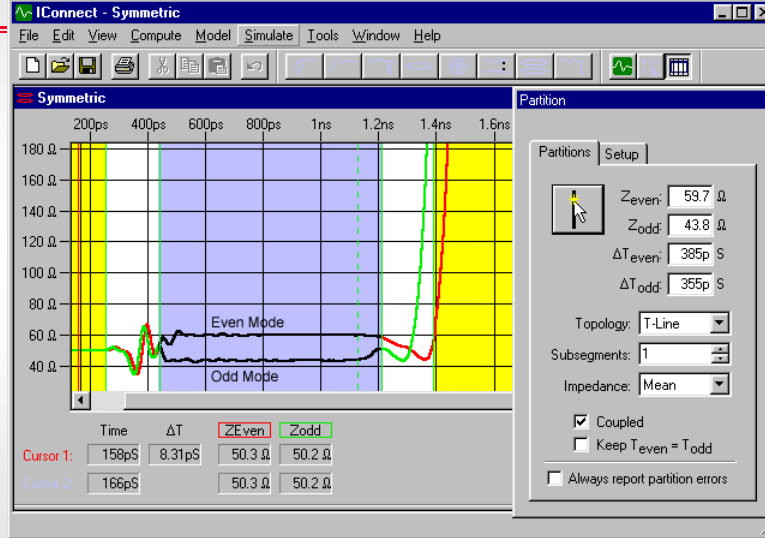 IConnect - Symmetric
File Edit View Compute Model Simulate Tools Window Help
Symmetric
200ps 400ps 600ps 800ps 1ns 1.2ns 1.4ns 1.6ns
180 Ω
160 Ω
140 Ω
120 Ω
100 Ω
80 Ω
60 Ω
40 Ω
Even Mode
Odd Mode
Time ΔT ZEven Zodd
Cursor 1: 158pS 8.31pS 50.3 Ω 50.2 Ω
Cursor 2: 166pS 50.3 Ω 50.2 Ω
Partition
Partitions Setup
Zeven: 59.7 Ω
Zodd: 43.8 Ω
ΔTeven: 385p S
ΔTodd: 355p S
Topology: T-Line
Subsegments: 1
Impedance: Mean
Coupled
Keep Teven = Todd
Always report partition errors